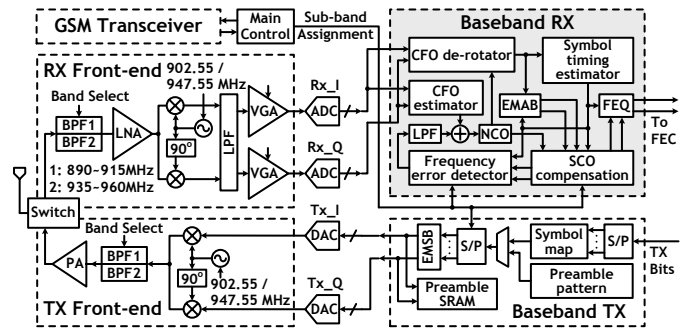 GSM Transceiver
Main
Control
Sub-band
Assignment
Baseband RX
CFO de-rotator
Symbol
timing
estimator
CFO
estimator
EMAB
FEQ
To
FEC
LPF
NCO
Frequency
error detector
SCO
compensation
RX Front-end
902.55 /
947.55 MHz
Band Select
BPF1
BPF2
LNA
90°
LPF
VGA
VGA
Rx_I
ADC
Rx_Q
ADC
1: 890~915MHz
2: 935~960MHz
Switch
Band Select
PA
BPF1
BPF2
90°
902.55 /
947.55 MHz
TX Front-end
Tx_I
DAC
Tx_Q
DAC
EMSB
S/P
Symbol
map
S/P
TX
Bits
Preamble
SRAM
Preamble
pattern
Baseband TX